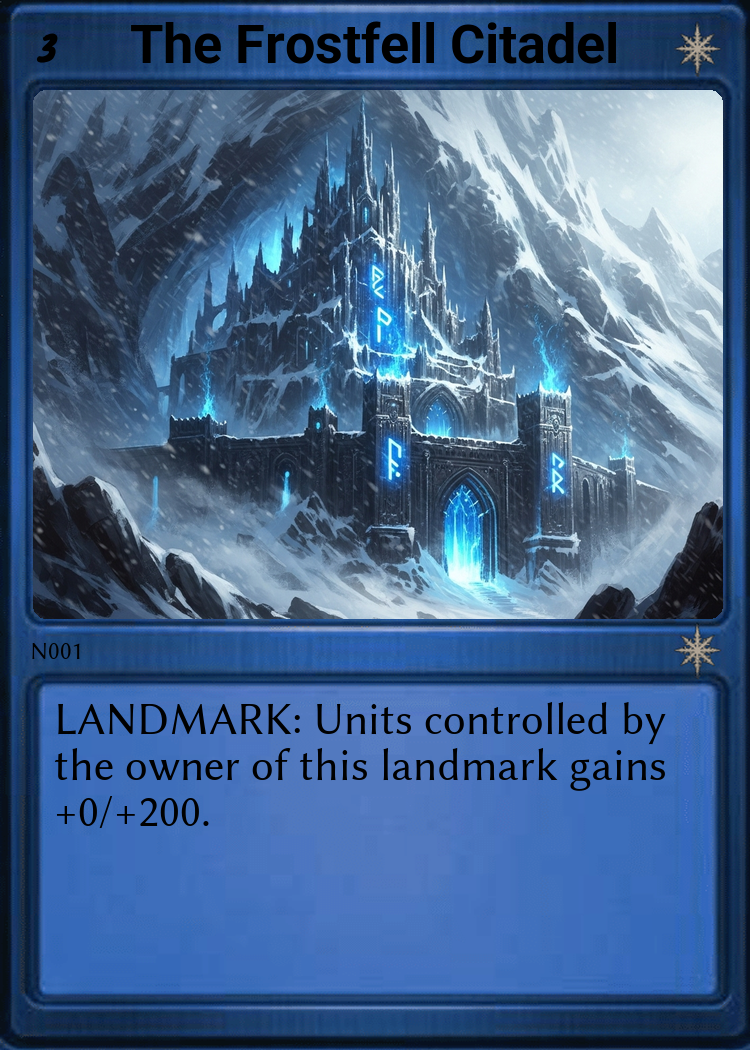 3 The Frostfell Citadel
N001
LANDMARK: Units controlled by
the owner of this landmark gains
+0/+200.